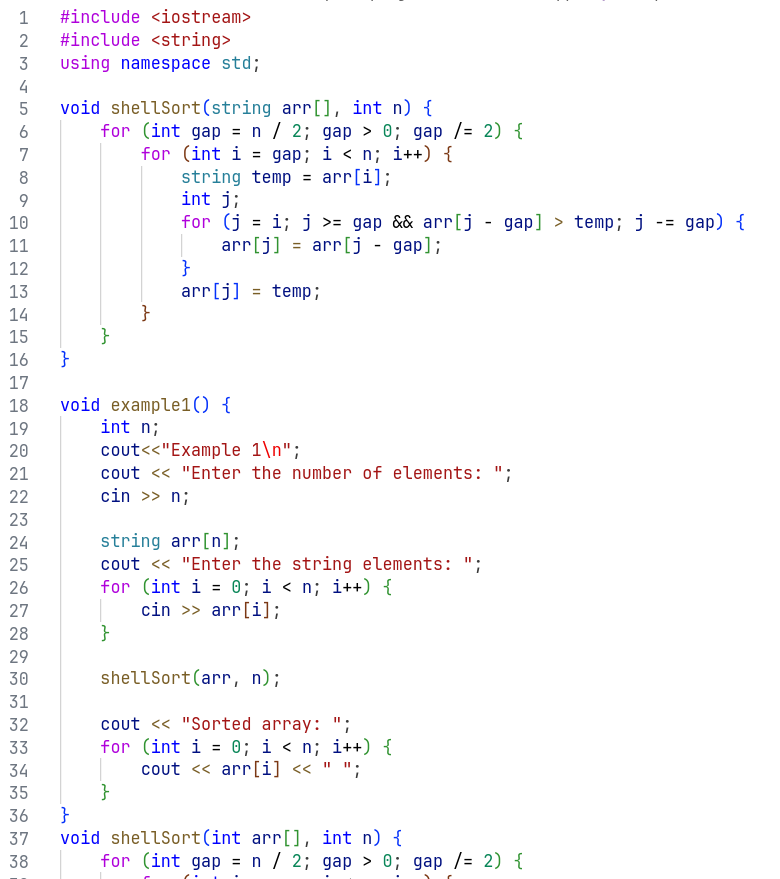 1 #include <iostream>
2 #include <string>
3 using namespace std;
4
5 void shellSort(string arr[], int n) {
6     for (int gap = n / 2; gap > 0; gap /= 2) {
7         for (int i = gap; i < n; i++) {
8             string temp = arr[i];
9             int j;
10             for (j = i; j >= gap && arr[j - gap] > temp; j -= gap) {
11                 arr[j] = arr[j - gap];
12             }
13             arr[j] = temp;
14         }
15     }
16 }
17
18 void example1() {
19     int n;
20     cout<<"Example 1\n";
21     cout << "Enter the number of elements: ";
22     cin >> n;
23
24     string arr[n];
25     cout << "Enter the string elements: ";
26     for (int i = 0; i < n; i++) {
27         cin >> arr[i];
28     }
29
30     shellSort(arr, n);
31
32     cout << "Sorted array: ";
33     for (int i = 0; i < n; i++) {
34         cout << arr[i] << " ";
35     }
36 }
37 void shellSort(int arr[], int n) {
38     for (int gap = n / 2; gap > 0; gap /= 2) {